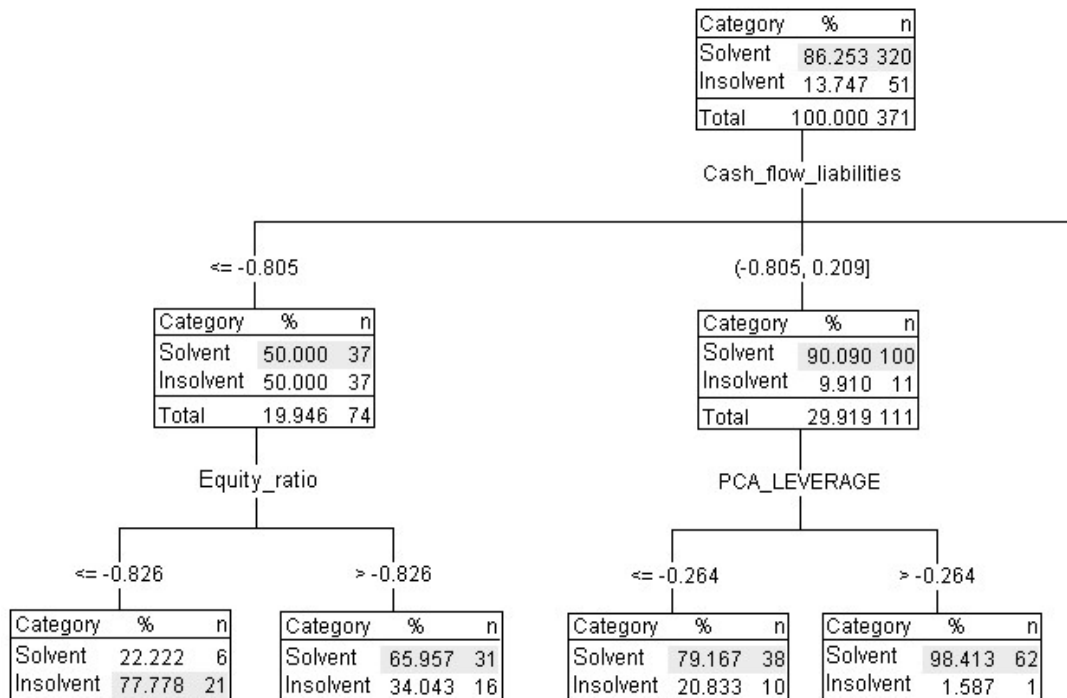 Category % n
Solvent 86.253 320
Insolvent 13.747 51
Total 100.000 371
Cash_flow_liabilities
<= -0.805
(-0.805, 0.209]
Category % n
Solvent 50.000 37
Insolvent 50.000 37
Total 19.946 74
Category % n
Solvent 90.090 100
Insolvent 9.910 11
Total 29.919 111
Equity_ratio
PCA_LEVERAGE
<= -0.826
> -0.826
<= -0.264
> -0.264
Category % n
Solvent 22.222 6
Insolvent 77.778 21
Category % n
Solvent 65.957 31
Insolvent 34.043 16
Category % n
Solvent 79.167 38
Insolvent 20.833 10
Category % n
Solvent 98.413 62
Insolvent 1.587 1